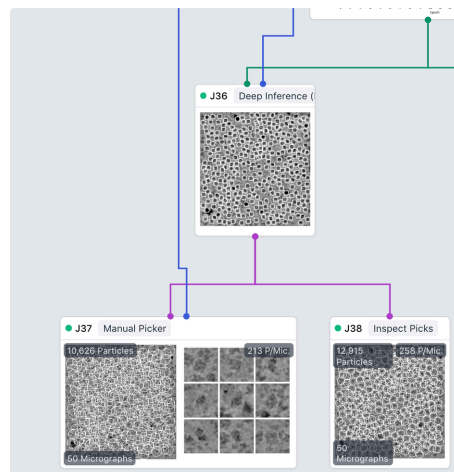 Epoch
J36 Deep Inference (
J37 Manual Picker
10,626 Particles
213 P/Mic.
50 Micrographs
J38 Inspect Picks
12,915 Particles
258 P/Mic.
50 Micrographs